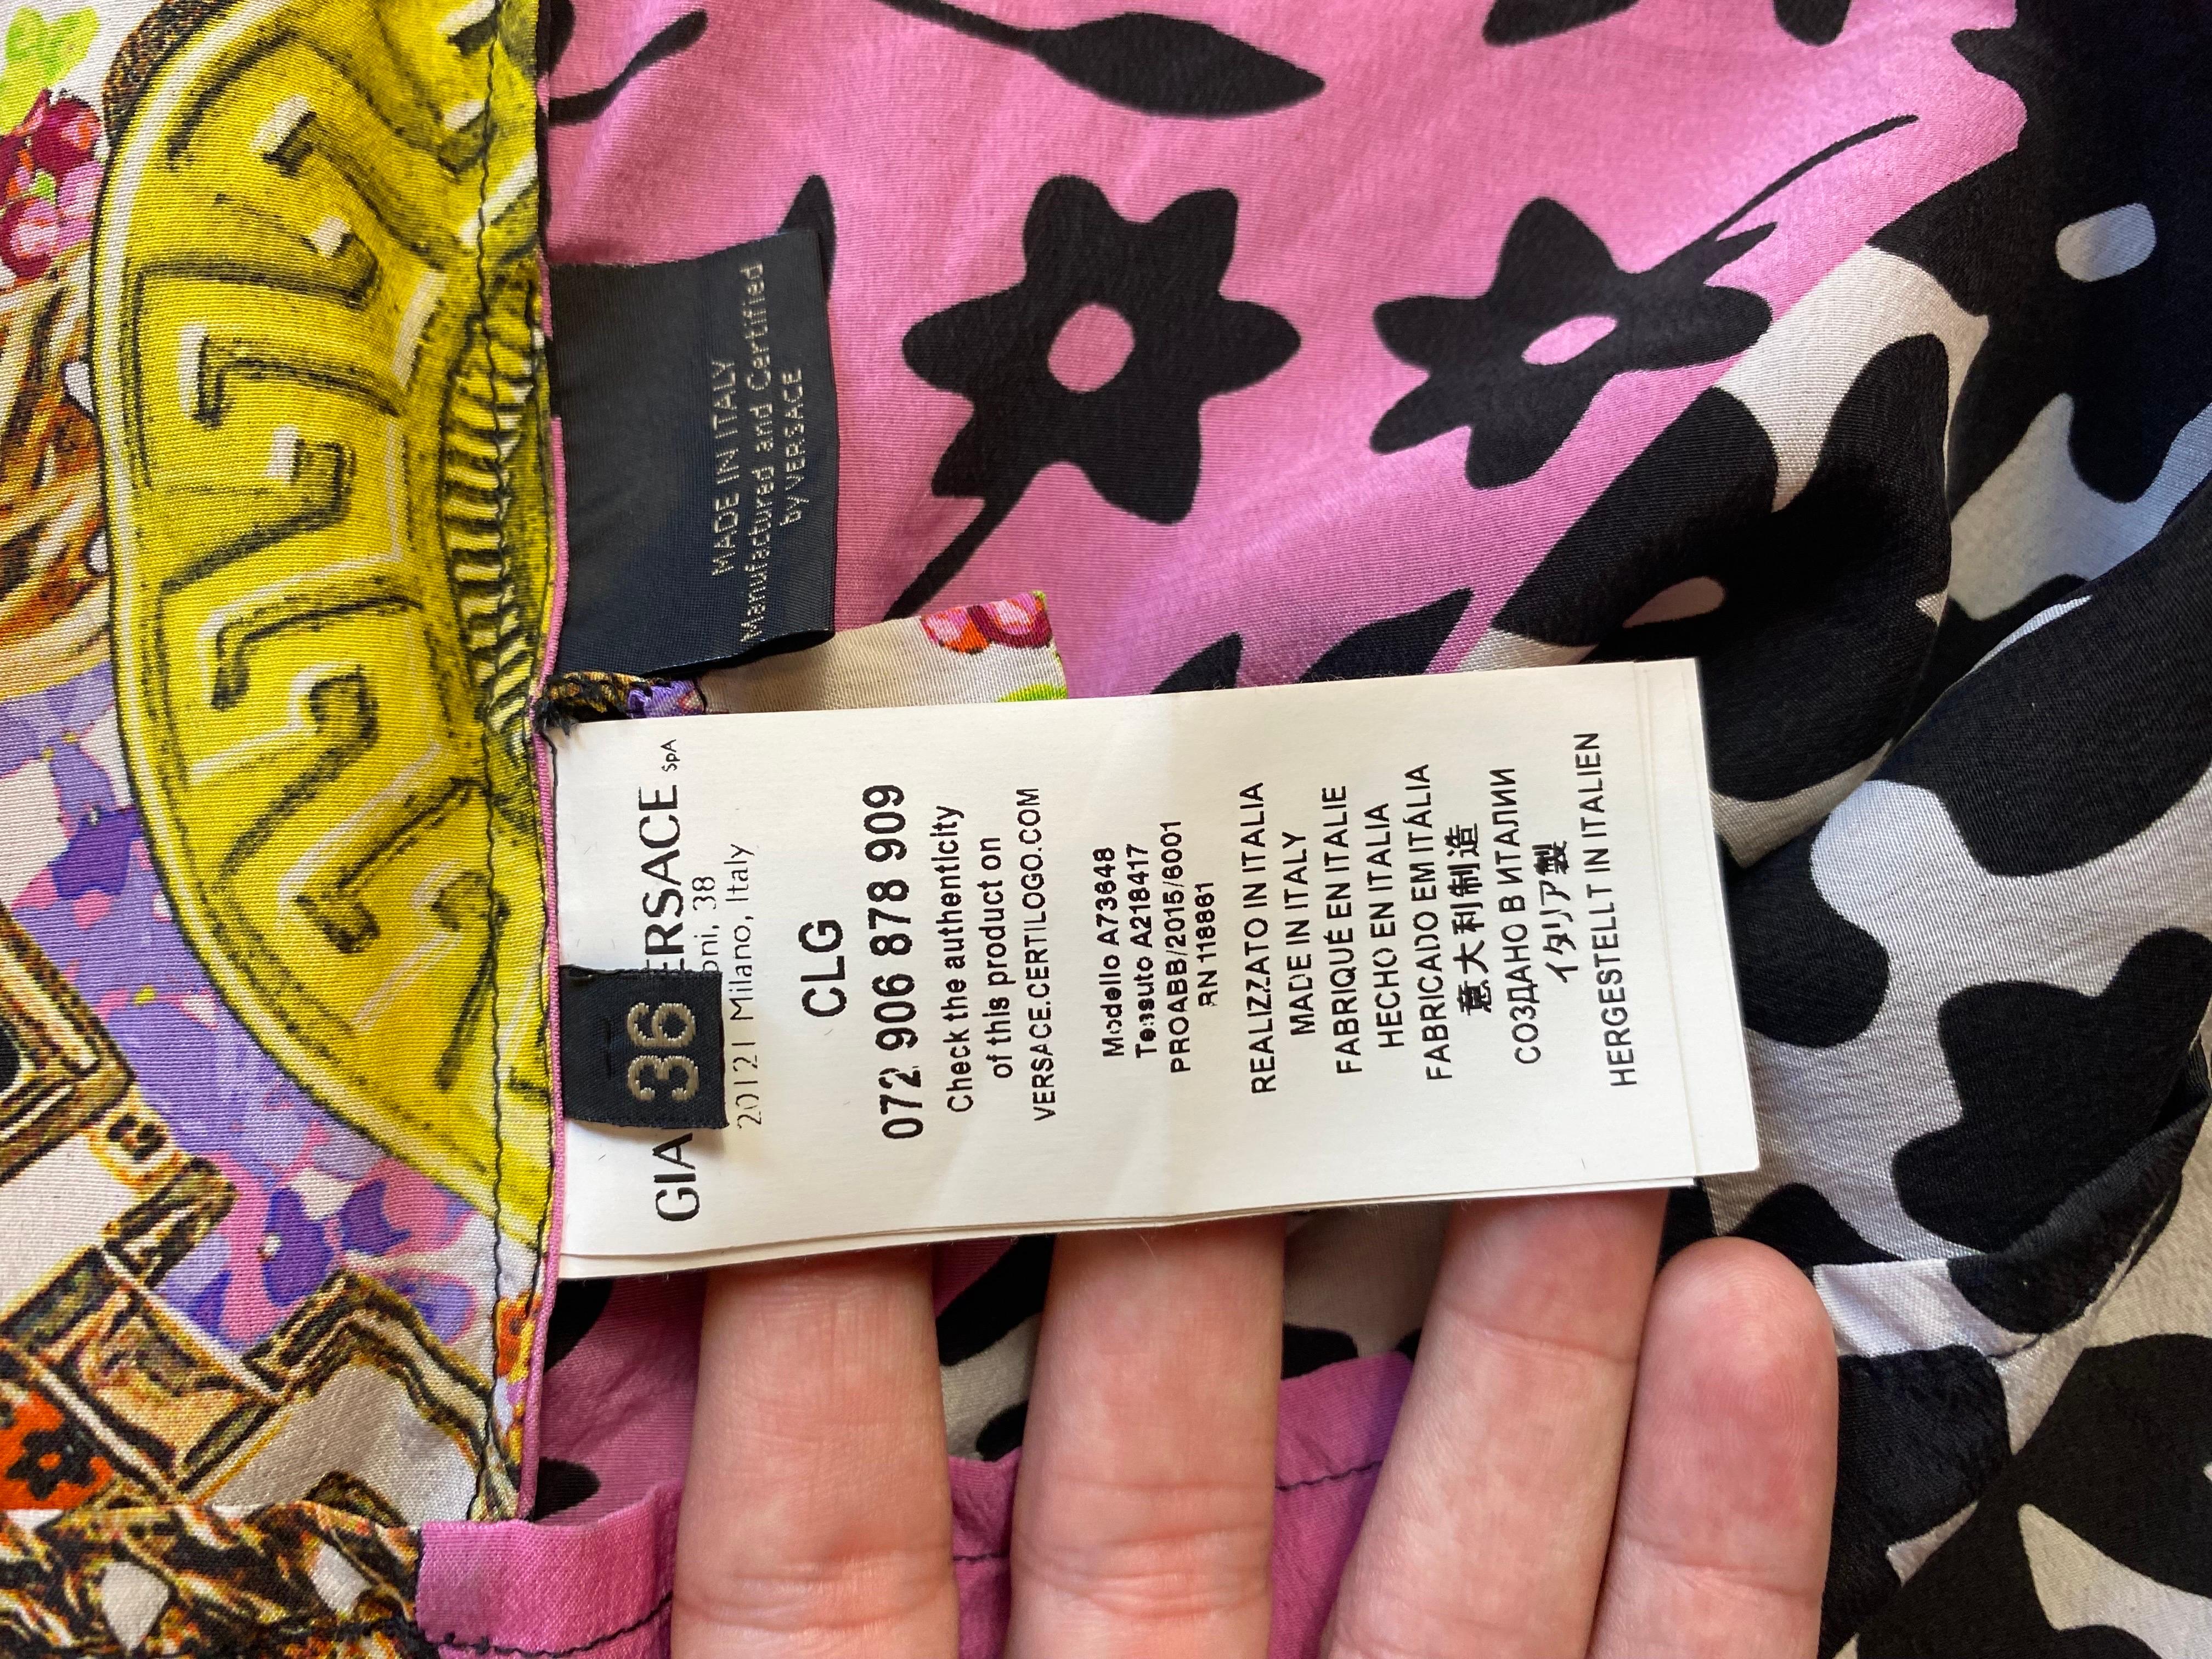 MADE IN ITALY
Manufactured and Certified
by VERSACE
36
GIA ERSACE SpA
oni, 38
20121 Milano, Italy
CLG
072 906 878 909
Check the authenticity
of this product on
VERSACE.CERTILOGO.COM
Modello A73648
Tessuto A218417
PROABB/2015/6001
RN 118861
REALIZZATO IN ITALIA
MADE IN ITALY
FABRIQUÉ EN ITALIE
HECHO EN ITALIA
FABRICADO EM ITÁLIA
意大利制造
СОЗДАНО В ИТАЛИИ
イタリア製
HERGESTELLT IN ITALIEN